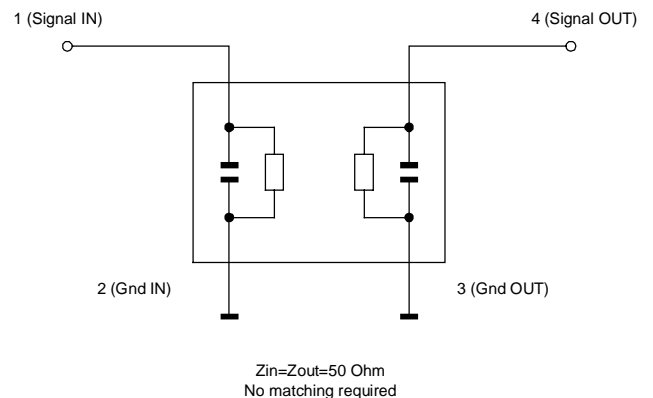 1 (Signal IN)
4 (Signal OUT)
2 (Gnd IN)
3 (Gnd OUT)
Zin=Zout=50 Ohm
No matching required